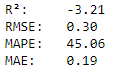 R²: -3.21
RMSE: 0.30
MAPE: 45.06
MAE: 0.19